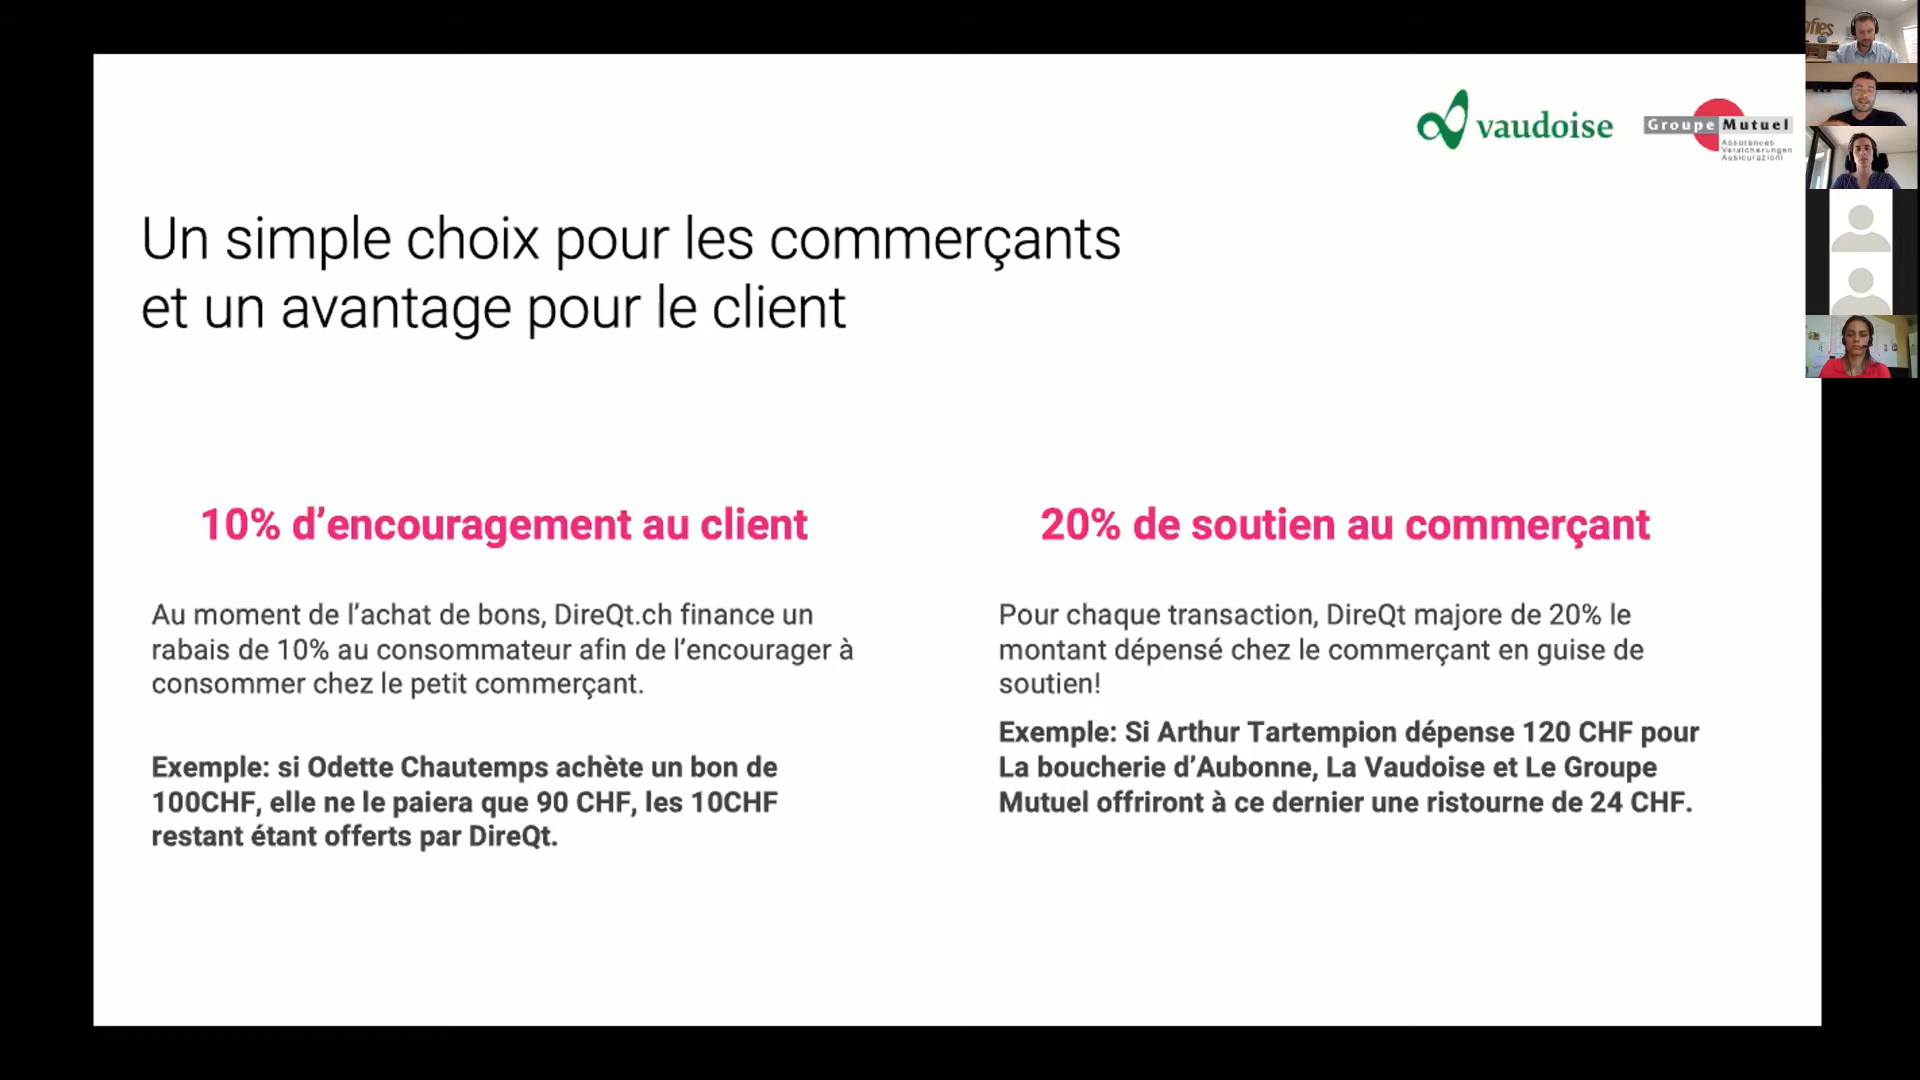 vaudoise
Groupe Mutuel
Assurances
Versicherungen
Assicurazioni
Un simple choix pour les commerçants
et un avantage pour le client
10% d’encouragement au client
Au moment de l’achat de bons, DireQt.ch finance un
rabais de 10% au consommateur afin de l’encourager à
consommer chez le petit commerçant.
Exemple: si Odette Chautemps achète un bon de
100CHF, elle ne le paiera que 90 CHF, les 10CHF
restant étant offerts par DireQt.
20% de soutien au commerçant
Pour chaque transaction, DireQt majore de 20% le
montant dépensé chez le commerçant en guise de
soutien!
Exemple: Si Arthur Tartempion dépense 120 CHF pour
La boucherie d’Aubonne, La Vaudoise et Le Groupe
Mutuel offriront à ce dernier une ristourne de 24 CHF.